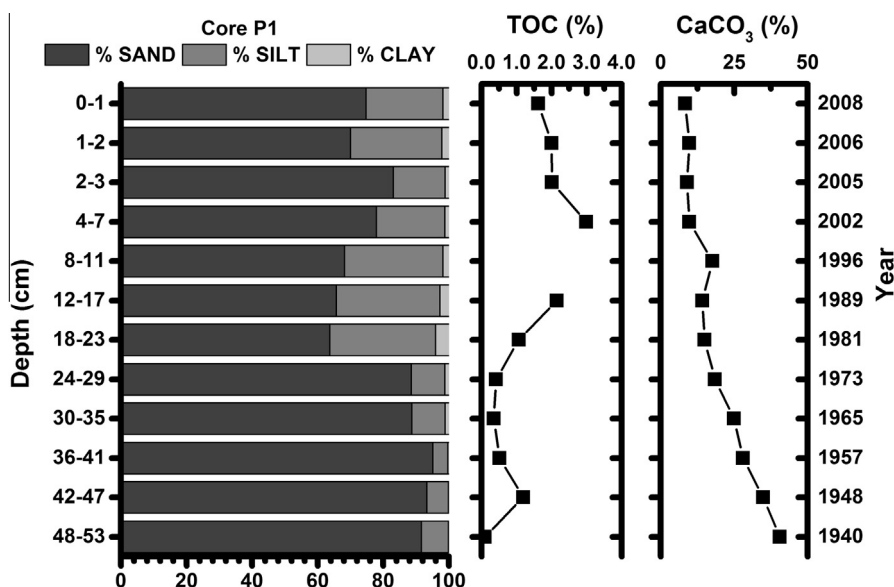 Core P1
% SAND % SILT % CLAY
TOC (%)
0.0 1.0 2.0 3.0 4.0
CaCO₃ (%)
0 25 50
Depth (cm)
0-1
1-2
2-3
4-7
8-11
12-17
18-23
24-29
30-35
36-41
42-47
48-53
0 20 40 60 80 100
2008
2006
2005
2002
1996
1989
1981
1973
1965
1957
1948
1940
Year